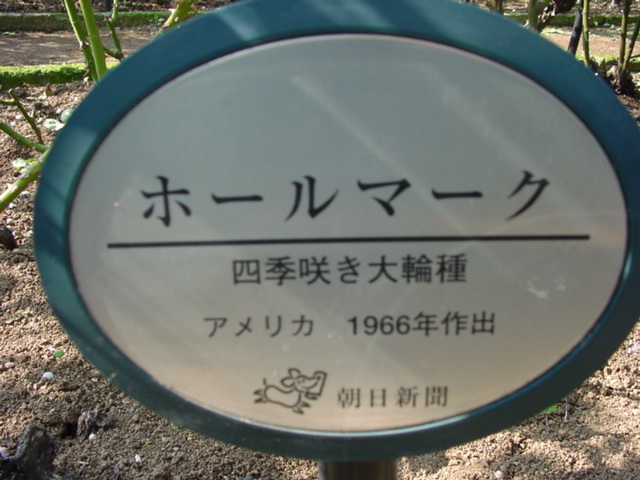 ホールマーク
四季咲き大輪種
アメリカ 1966年作出
朝日新聞